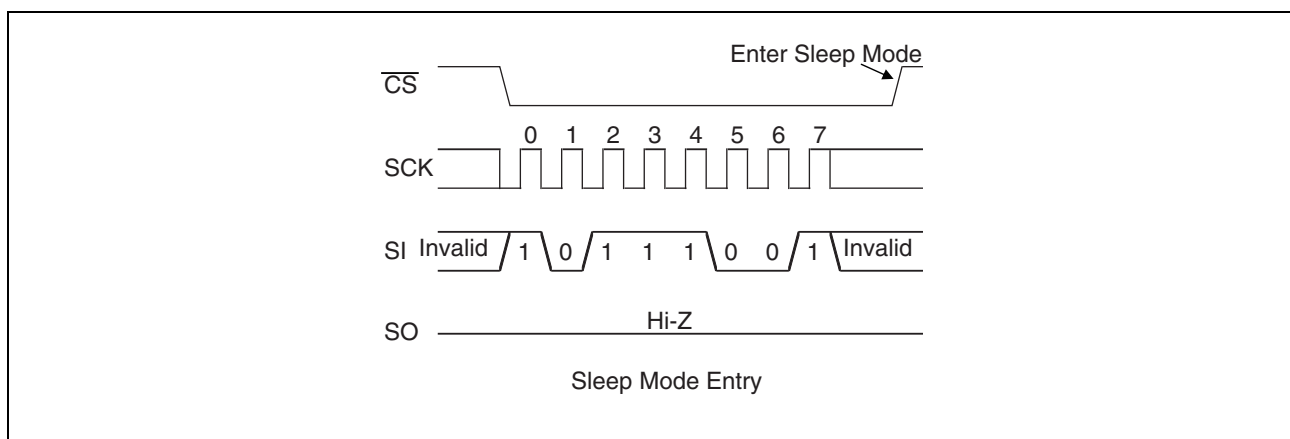 Enter Sleep Mode
CS
0 1 2 3 4 5 6 7
SCK
SI Invalid 1 0 1 1 1 0 0 1 Invalid
Hi-Z
SO
Sleep Mode Entry